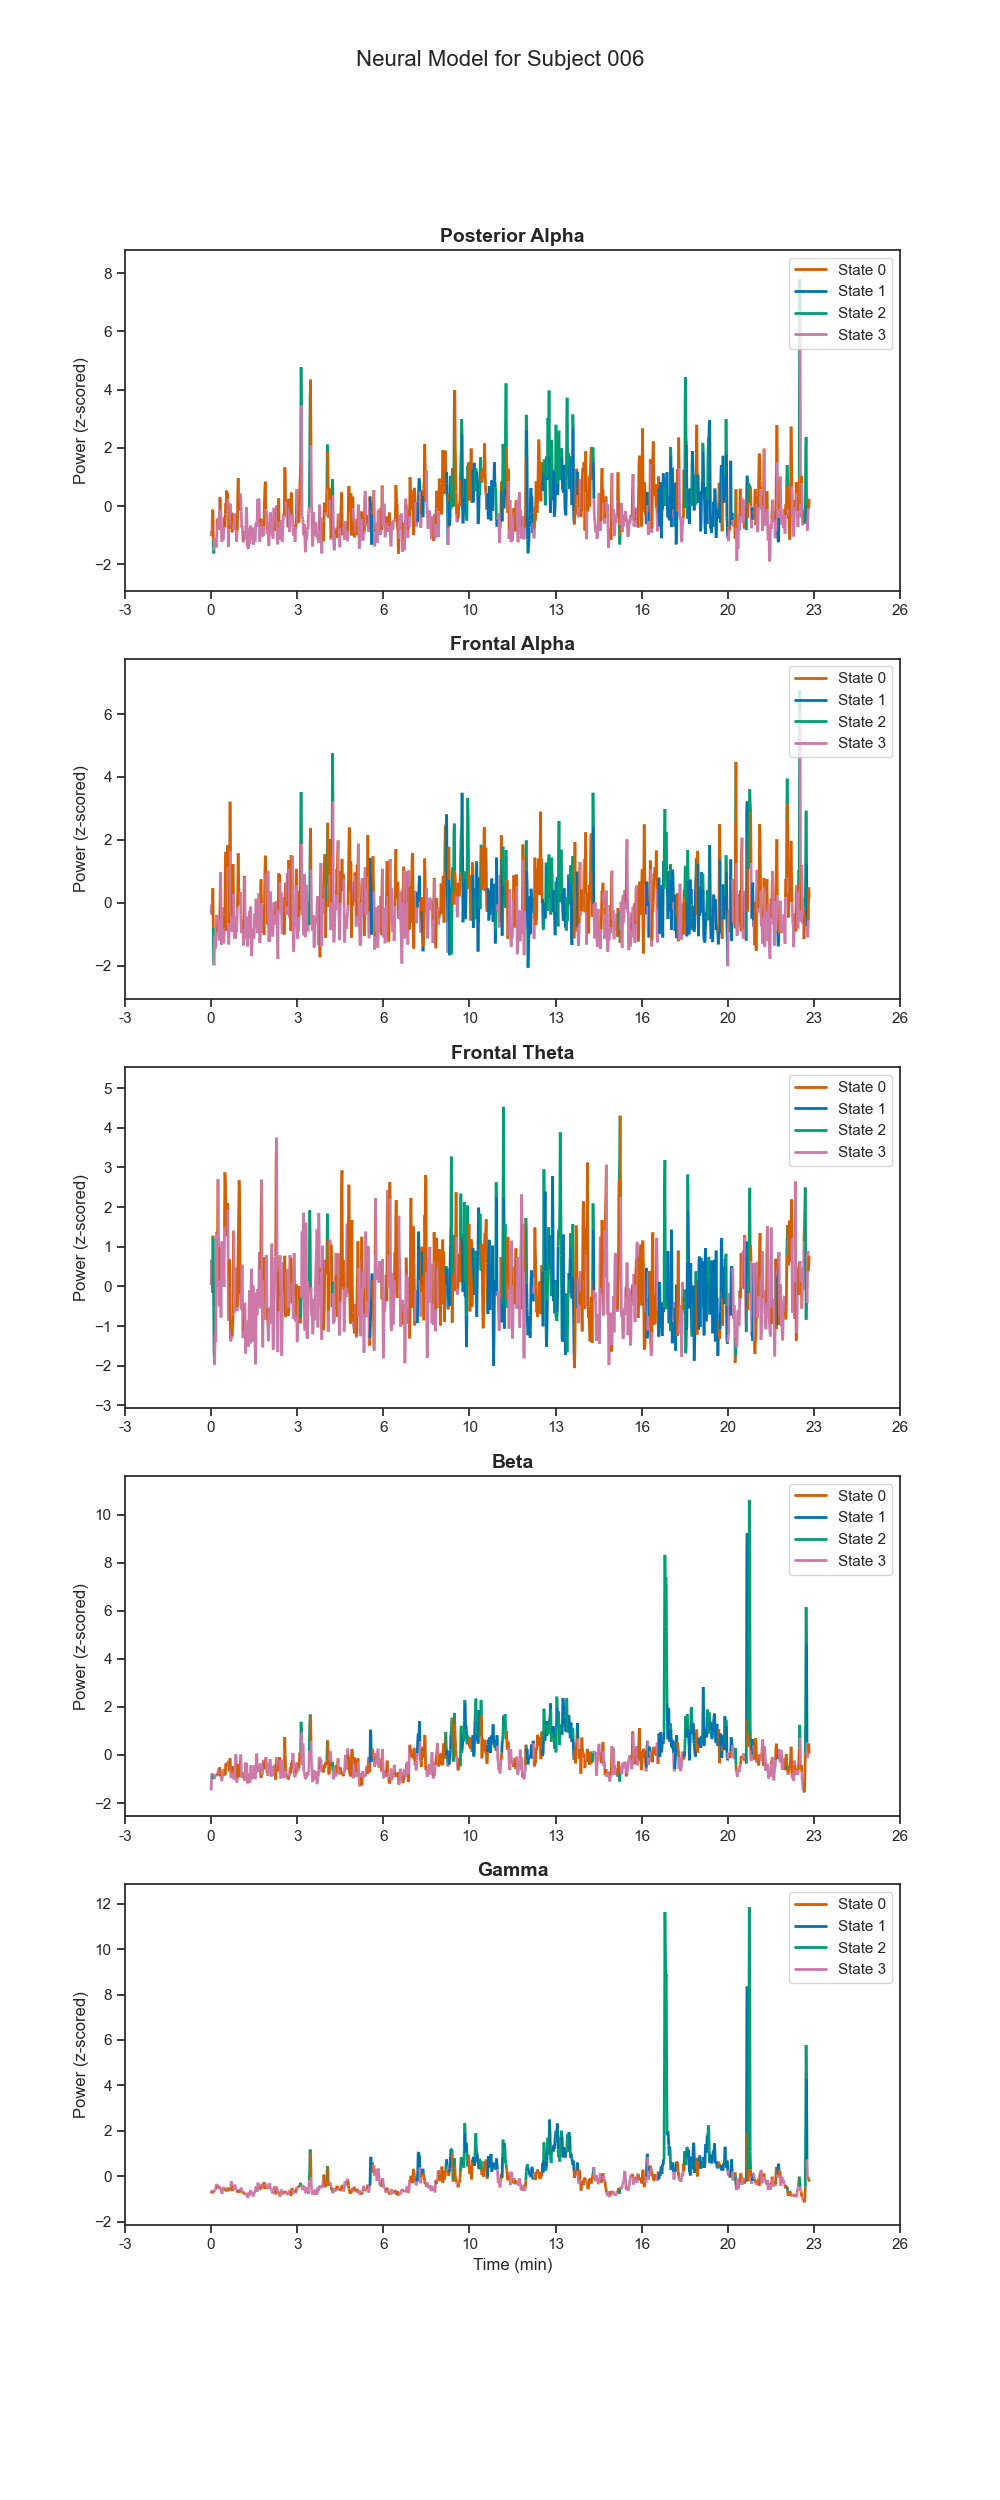 Neural Model for Subject 006
Posterior Alpha
8
6
4
2
0
−2
Power (z-scored)
State 0
State 1
State 2
State 3
-3 0 3 6 10 13 16 20 23 26
Frontal Alpha
6
4
2
0
−2
Power (z-scored)
State 0
State 1
State 2
State 3
-3 0 3 6 10 13 16 20 23 26
Frontal Theta
5
4
3
2
1
0
−1
−2
−3
Power (z-scored)
State 0
State 1
State 2
State 3
-3 0 3 6 10 13 16 20 23 26
Beta
10
8
6
4
2
0
−2
Power (z-scored)
State 0
State 1
State 2
State 3
-3 0 3 6 10 13 16 20 23 26
Gamma
12
10
8
6
4
2
0
−2
Power (z-scored)
State 0
State 1
State 2
State 3
-3 0 3 6 10 13 16 20 23 26
Time (min)